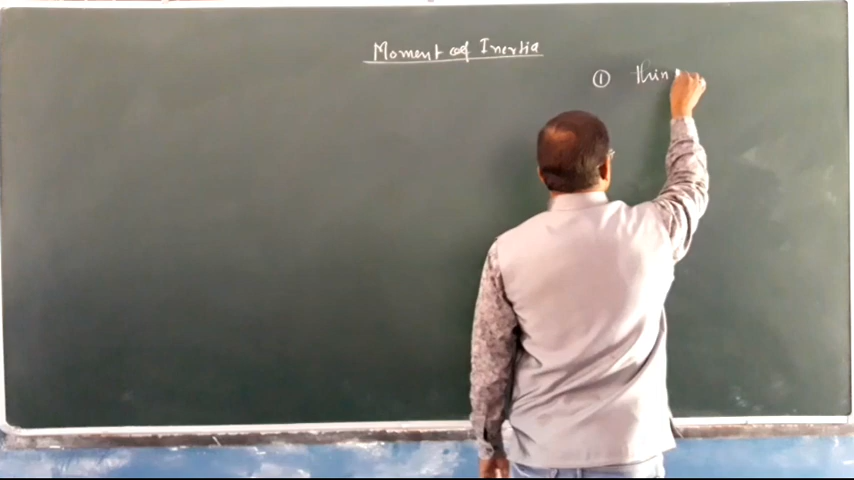 Moment of Inertia
① thin